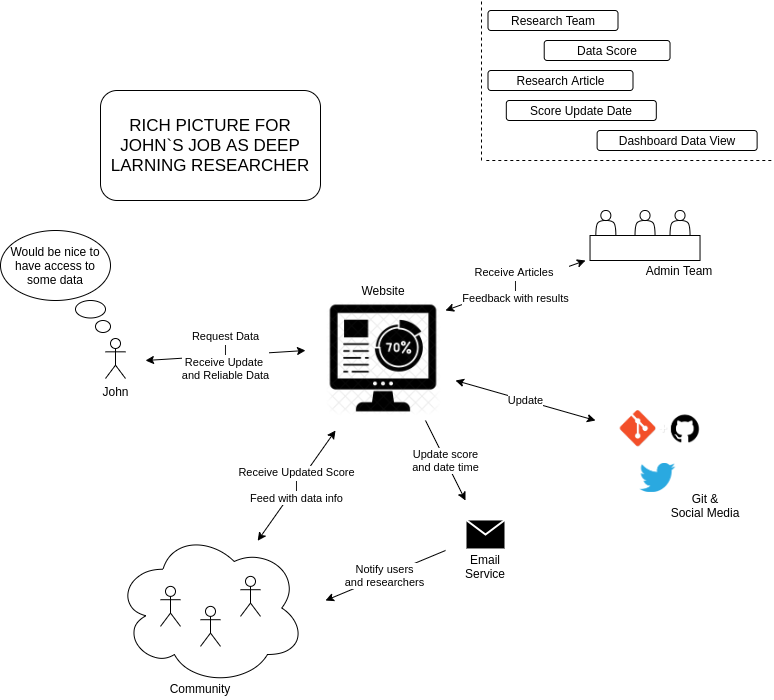 Research Team
Data Score
Research Article
Score Update Date
Dashboard Data View
RICH PICTURE FOR
JOHN`S JOB AS DEEP
LARNING RESEARCHER
Admin Team
Would be nice to
have access to
some data
Receive Articles
|
Feedback with results
Website
70%
Request Data
|
Receive Update
and Reliable Data
John
Update
Update score
and date time
Receive Updated Score
|
Feed with data info
Git &
Social Media
Email
Service
Notify users
and researchers
Community